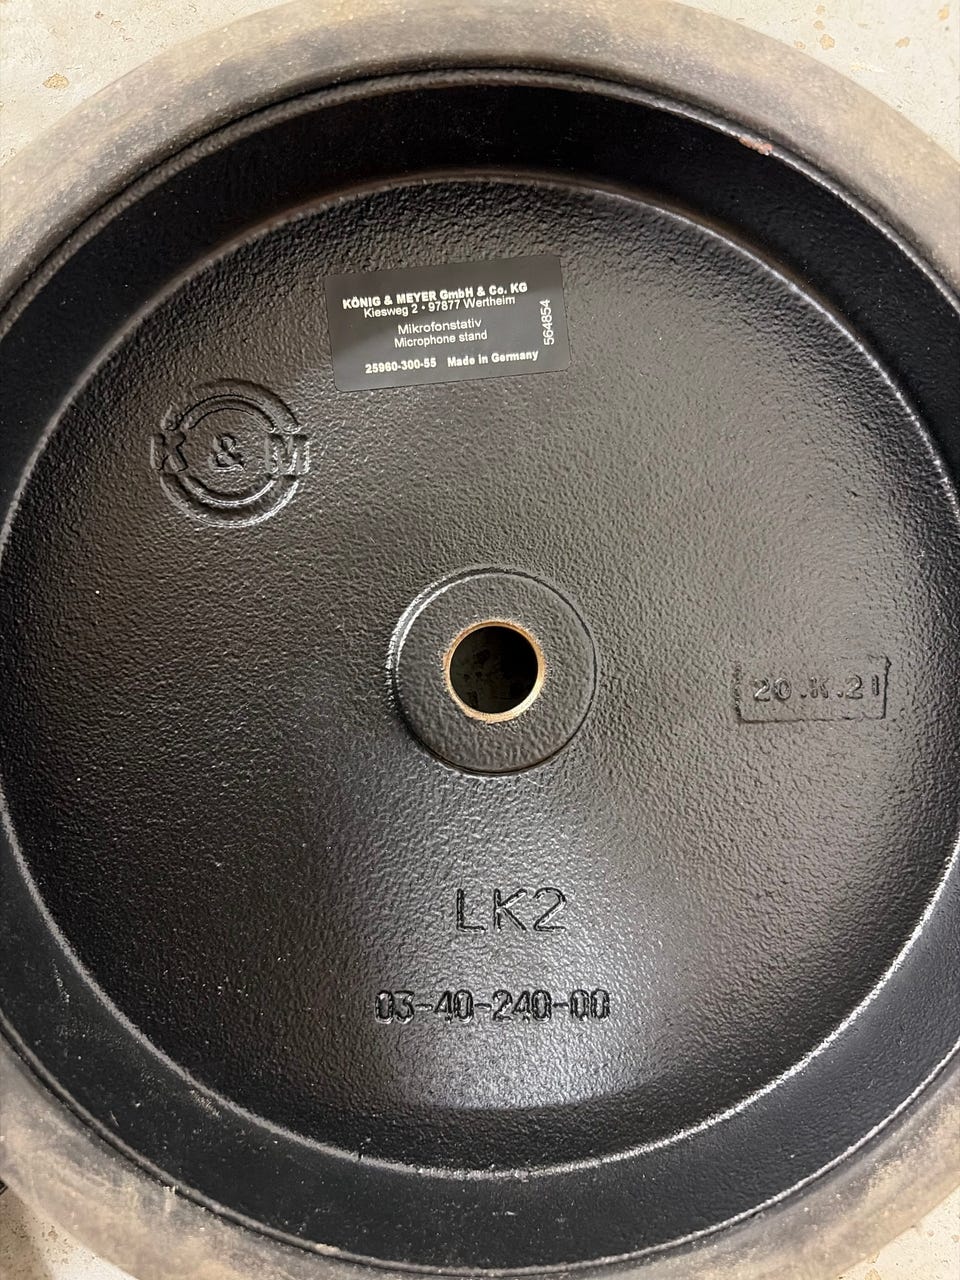 KÖNIG & MEYER GmbH & Co. KG
Kiesweg 2 • 97877 Wertheim
Mikrofonstativ
Microphone stand
25960-300-55 Made in Germany
564854
K & M
20.K.21
LK2
03-40-240-00